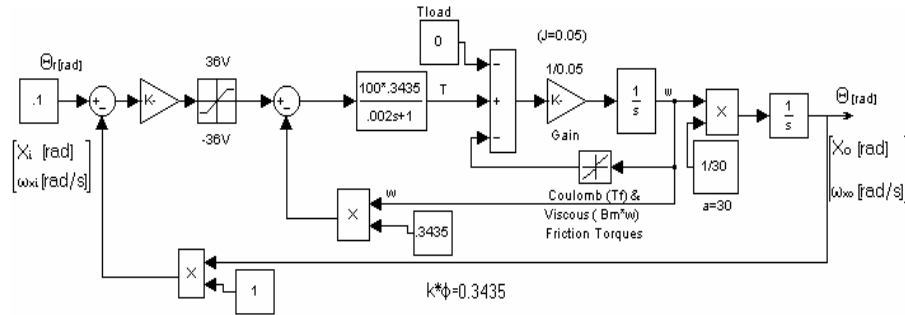 Tload
0
(J=0.05)
Θr[rad]
36V
1/0.05
.1
+
-
K-
-36V
+
-
100*.3435
.002s+1
T
-
+
-
K-
Gain
1
s
w
X
1
s
Θ[rad]
1/30
a=30
Xi [rad]
ωxi [rad/s]
Xo [rad]
ωxo[rad/s]
Coulomb (Tf) &
Viscous ( Bm*w)
Friction Torques
w
X
.3435
X
1
k*ϕ=0.3435